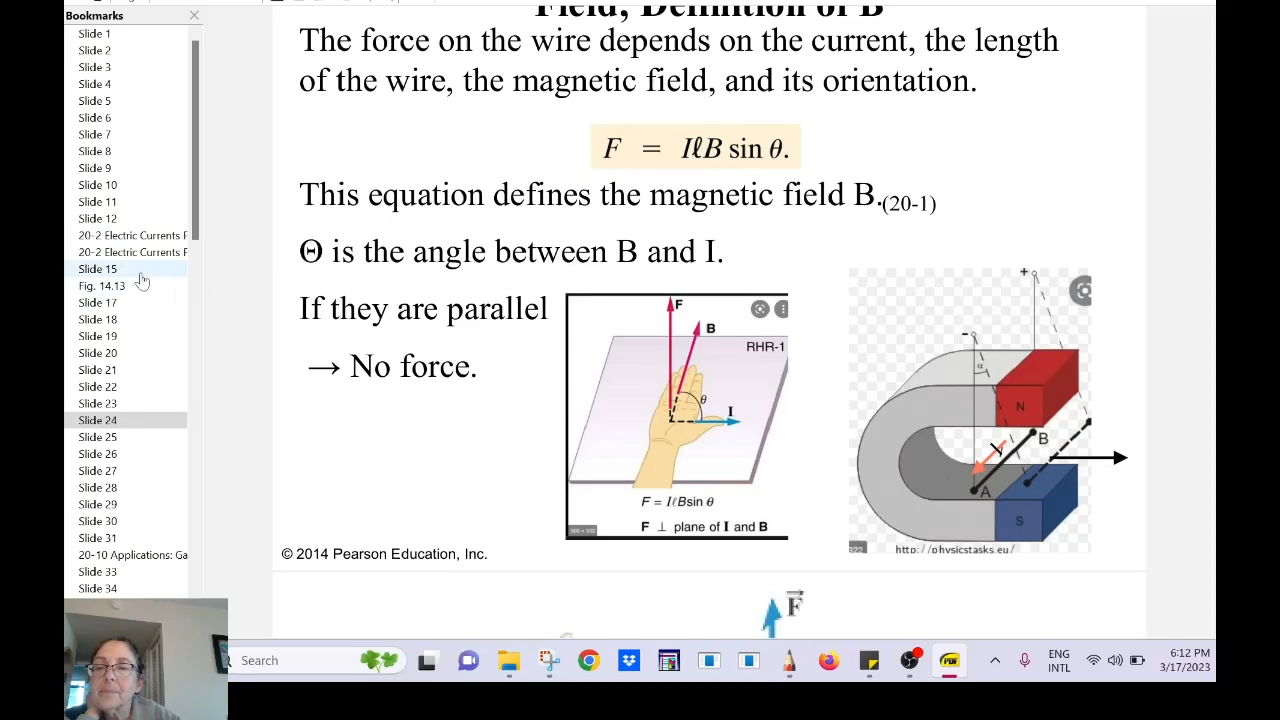 Bookmarks
Field, Definition of B
Slide 1
Slide 2
Slide 3
Slide 4
Slide 5
Slide 6
Slide 7
Slide 8
Slide 9
Slide 10
Slide 11
Slide 12
20-2 Electric Currents
20-2 Electric Currents
Slide 15
Fig. 14.13
Slide 17
Slide 18
Slide 19
Slide 20
Slide 21
Slide 22
Slide 23
Slide 24
Slide 25
Slide 26
Slide 27
Slide 28
Slide 29
Slide 30
Slide 31
20-10 Applications: Ga
Slide 33
Slide 34
The force on the wire depends on the current, the length
of the wire, the magnetic field, and its orientation.
F = IℓB sin θ.
This equation defines the magnetic field B.(20-1)
Θ is the angle between B and I.
If they are parallel
→ No force.
F
B
RHR-1
θ
I
F = IℓBsin θ
F ⊥ plane of I and B
+
-
α
N
B
A
S
http://physicstasks.eu/
© 2014 Pearson Education, Inc.
F
Search
ENG
INTL
6:12 PM
3/17/2023
PDF